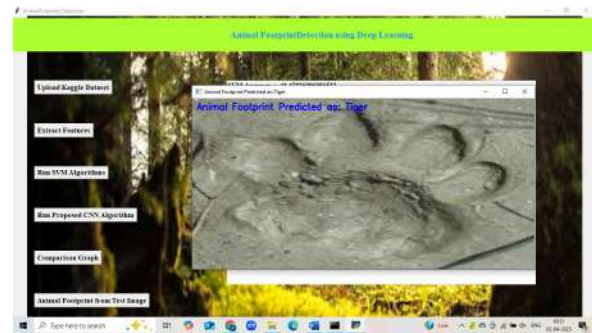 Animal FootprintDetection using Deep Learning
Upload Kaggle Dataset
Animal Footprint Predicted as: Tiger
Animal Footprint Predicted as: Tiger
Extract Features
Run SVM Algorithms
Run Proposed CNN Algorithm
Comparison Graph
Animal Footprint from Test Image
Type here to search
ENG